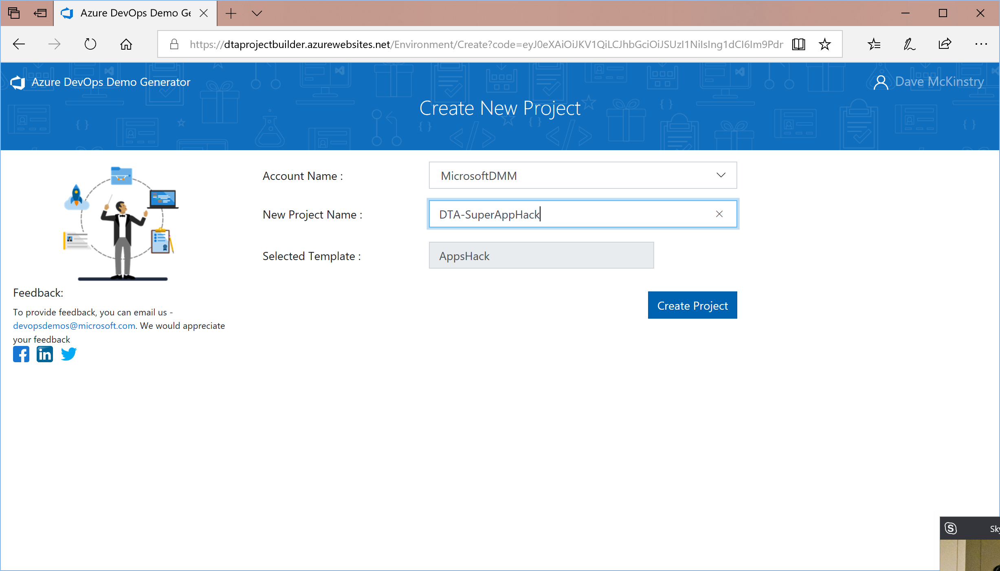 Azure DevOps Demo Ge
https://dtaprojectbuilder.azurewebsites.net/Environment/Create?code=eyJ0eXAiOiJKV1QiLCJhbGciOiJSUzI1NiIsIng1dCI6Im9Pdr
Azure DevOps Demo Generator
Dave McKinstry
Create New Project
Account Name :
MicrosoftDMM
New Project Name :
DTA-SuperAppHack
Selected Template :
AppsHack
Create Project
Feedback:
To provide feedback, you can email us -
devopsdemos@microsoft.com. We would appreciate
your feedback
Sky